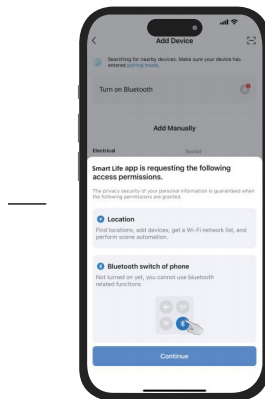 Add Device
Searching for nearby devices. Make sure your device has
entered pairing mode.
Turn on Bluetooth
Add Manually
Electrical
Socket
Smart Life app is requesting the following
access permissions.
The privacy security of your personal information is guaranteed when
the following permissions are granted.
Location
Find locations, add devices, get a Wi-Fi network list, and
perform scene automation.
Bluetooth switch of phone
Not turned on yet, you cannot use bluetooth
related functions
Continue